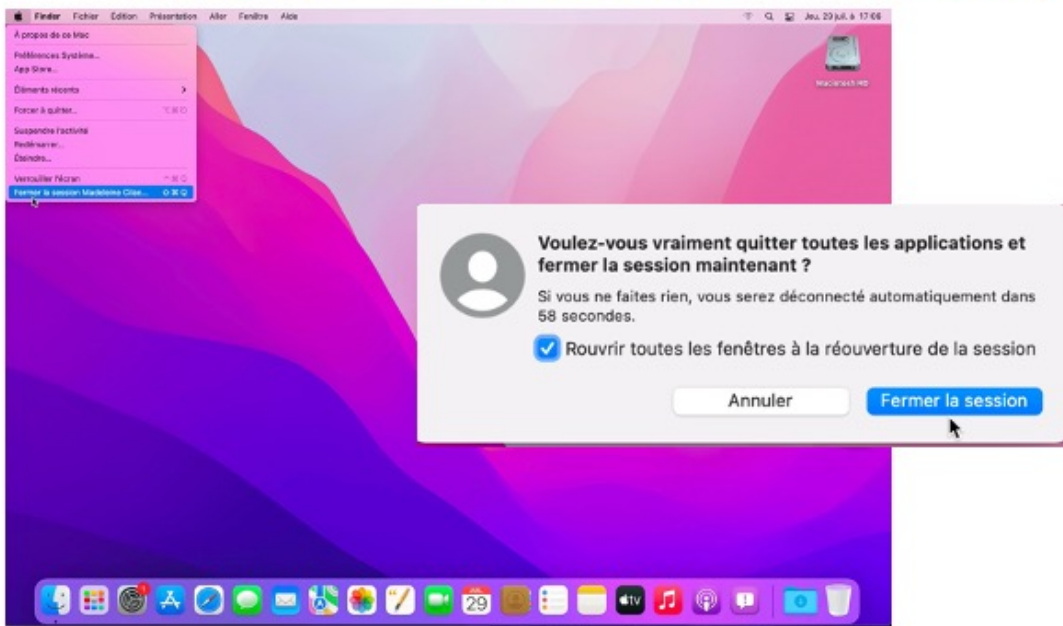 Finder Fichier Édition Présentation Aller Fenêtre Aide
Jeu. 29 juil. à 17:06
À propos de ce Mac
Préférences Système...
App Store...
Éléments récents
Forcer à quitter...
Suspendre l'activité
Redémarrer...
Éteindre...
Verrouiller l'écran
Fermer la session Madeleine
Macintosh HD
Voulez-vous vraiment quitter toutes les applications et
fermer la session maintenant ?
Si vous ne faites rien, vous serez déconnecté automatiquement dans
58 secondes.
Rouvrir toutes les fenêtres à la réouverture de la session
Annuler
Fermer la session
29
tv